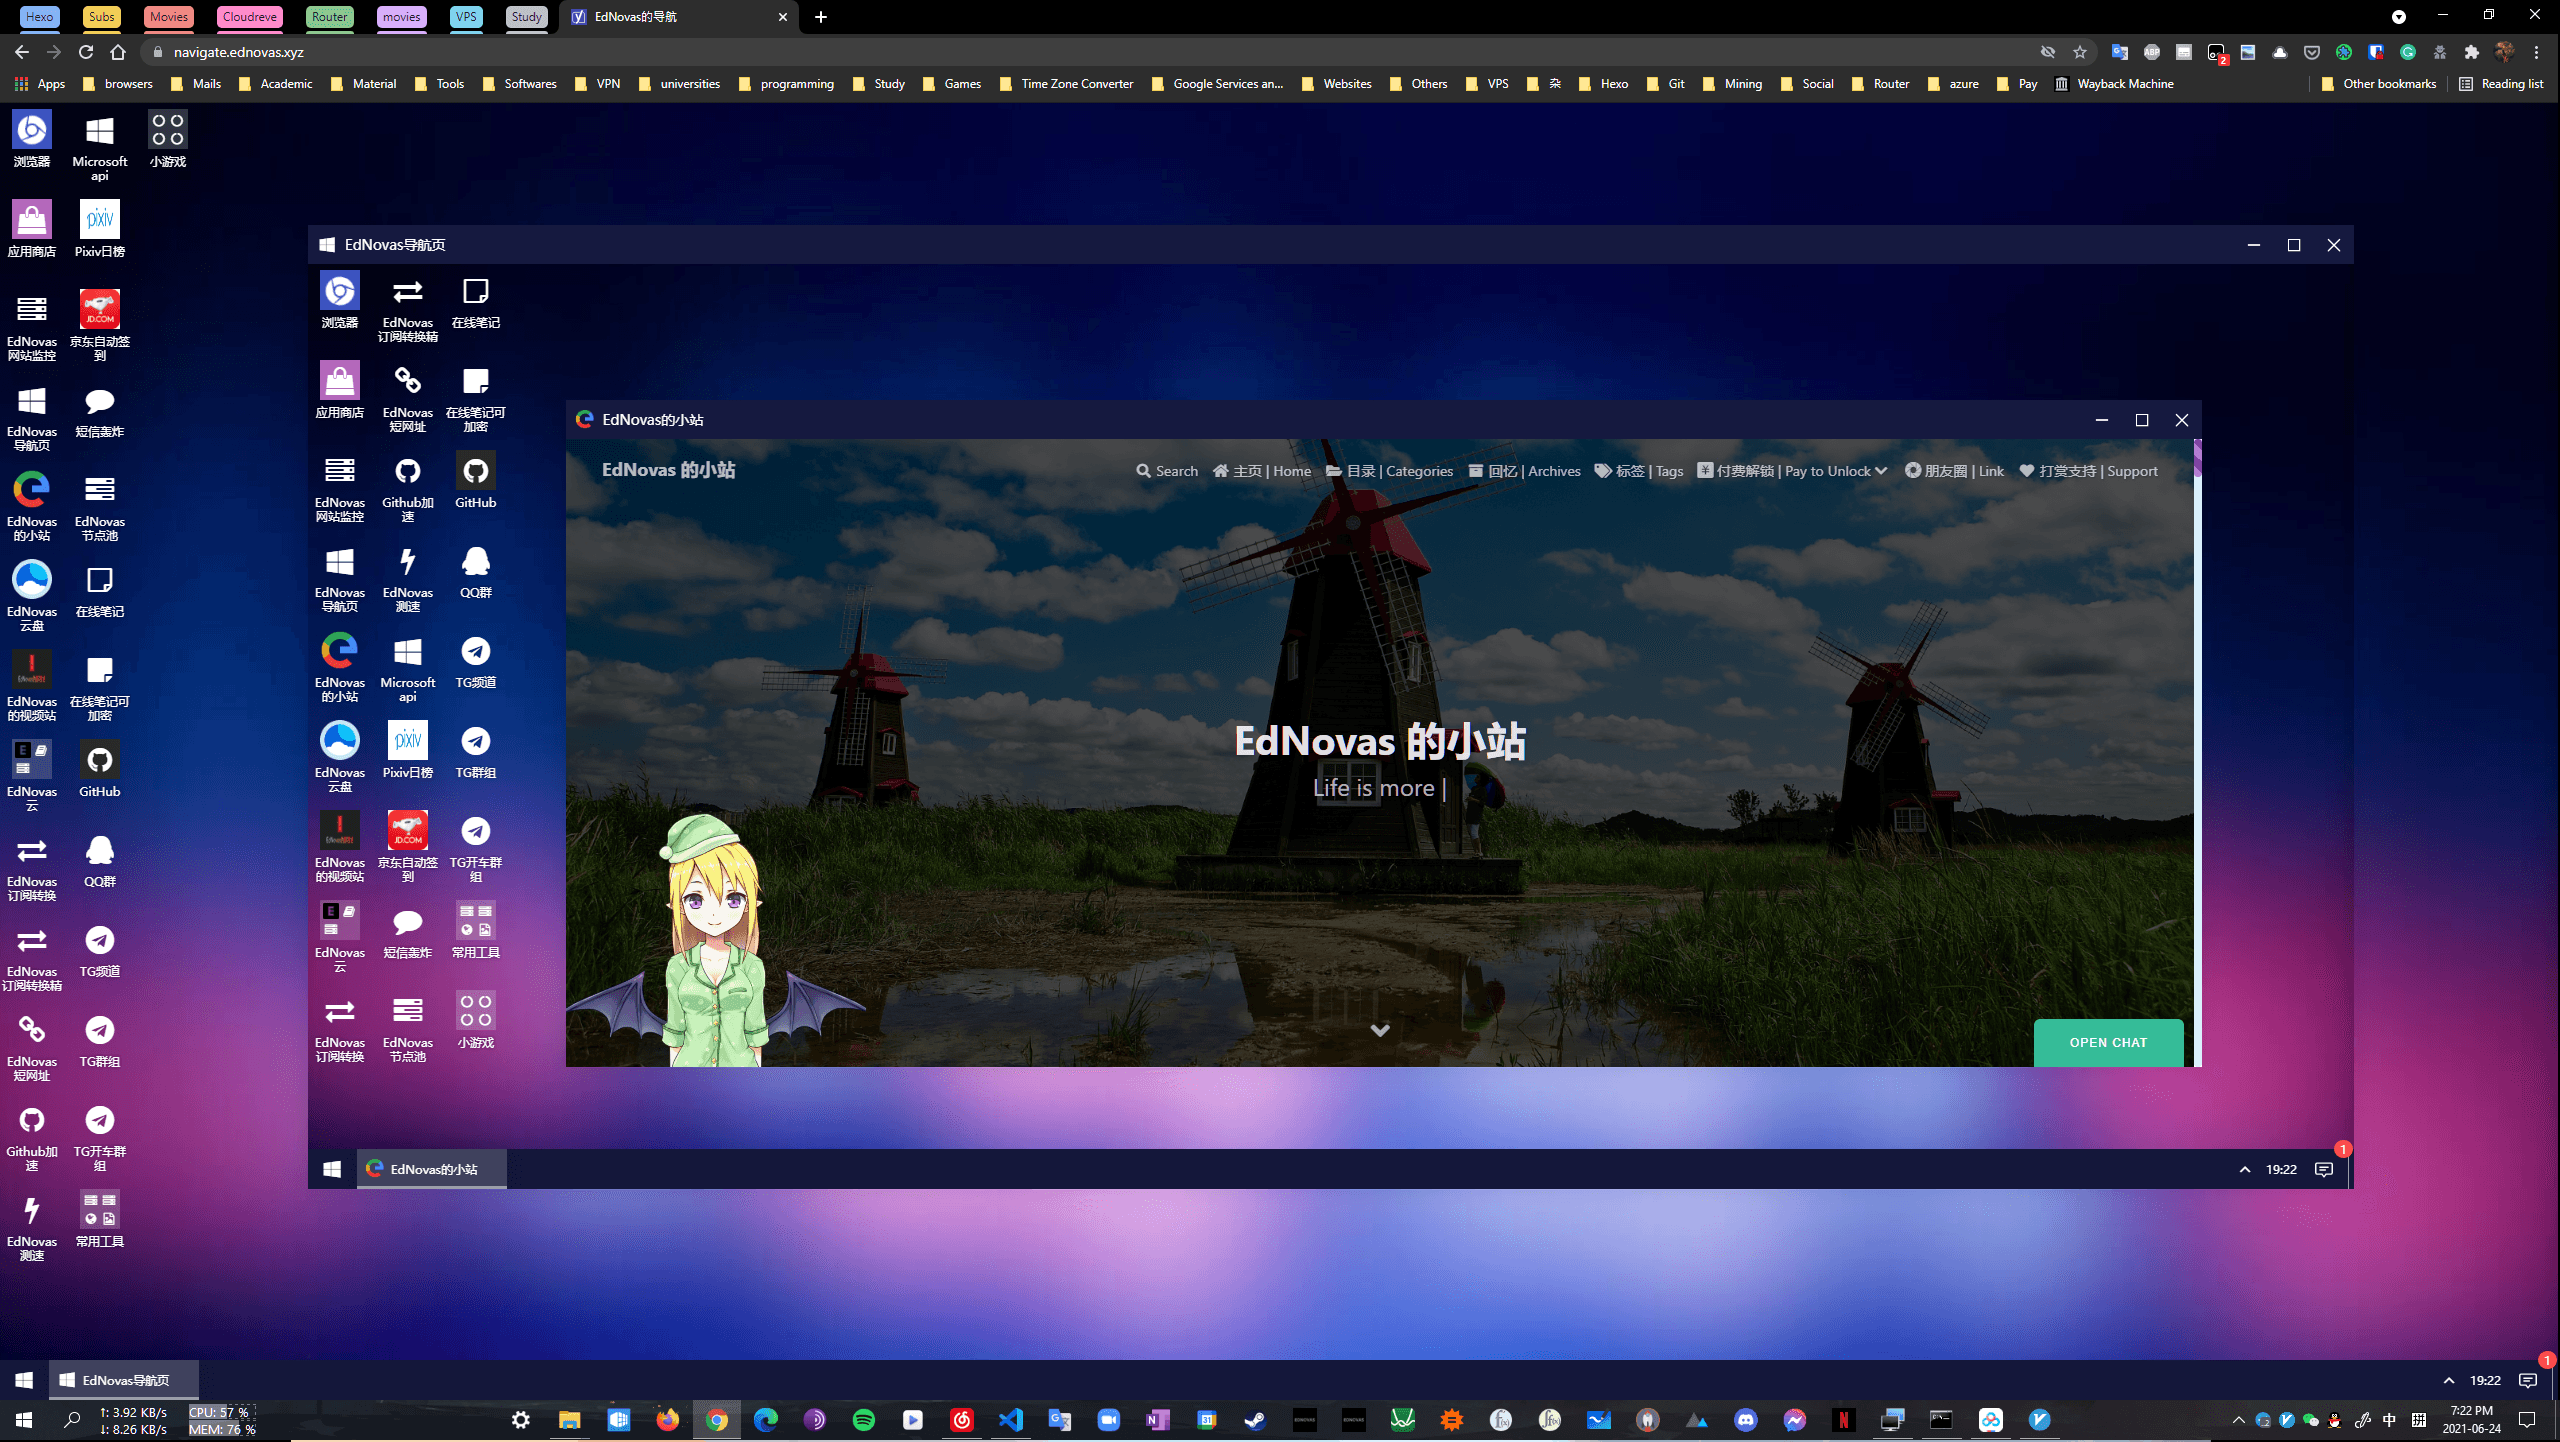 Hexo
Subs
Movies
Cloudreve
Router
movies
VPS
Study
EdNovas的导航
navigate.ednovas.xyz
2
Apps
browsers
Mails
Academic
Material
Tools
Softwares
VPN
universities
programming
Study
Games
Time Zone Converter
Google Services an...
Websites
Others
VPS
杂
Hexo
Git
Mining
Social
Router
azure
Pay
Wayback Machine
Other bookmarks
Reading list
浏览器
Microsoft
api
小游戏
应用商店
pixiv
Pixiv日榜
EdNovas
网站监控
JD.COM
京东自动签
到
EdNovas
导航页
短信轰炸
EdNovas
的小站
EdNovas
节点池
EdNovas
云盘
在线笔记
EdNovas
的视频站
在线笔记可
加密
EdNovas
云
GitHub
EdNovas
订阅转换
QQ群
EdNovas
订阅转换精
TG频道
EdNovas
短网址
TG群组
Github加
速
TG开车群
组
EdNovas
测速
常用工具
EdNovas导航页
浏览器
EdNovas
订阅转换精
在线笔记
应用商店
EdNovas
短网址
在线笔记可
加密
EdNovas
网站监控
Github加
速
GitHub
EdNovas
导航页
EdNovas
测速
QQ群
EdNovas
的小站
Microsoft
api
TG频道
EdNovas
云盘
pixiv
Pixiv日榜
TG群组
EdNovas
的视频站
JD.COM
京东自动签
到
TG开车群
组
EdNovas
云
短信轰炸
常用工具
EdNovas
订阅转换
EdNovas
节点池
小游戏
EdNovas的小站
EdNovas 的小站
Search
主页 | Home
目录 | Categories
回忆 | Archives
标签 | Tags
付费解锁 | Pay to Unlock
朋友圈 | Link
打赏支持 | Support
EdNovas 的小站
Life is more |
OPEN CHAT
EdNovas的小站
19:22
1
EdNovas导航页
19:22
1
↑: 3.92 KB/s
↓: 8.26 KB/s
CPU: 57 %
MEM: 76 %
中
拼
7:22 PM
2021-06-24